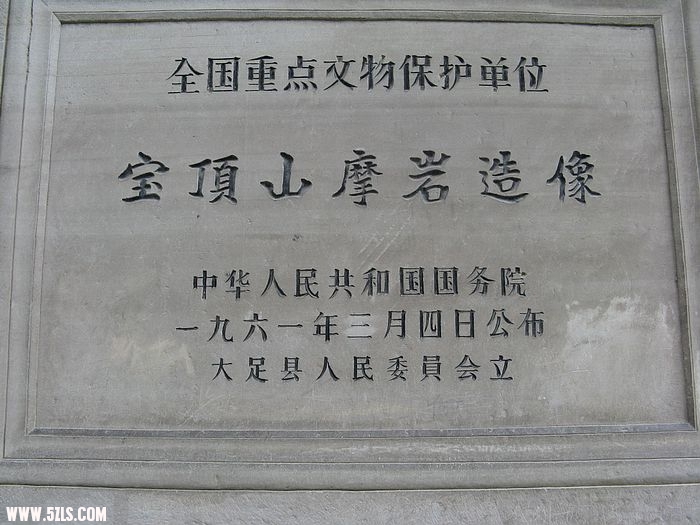 全国重点文物保护单位
宝頂山摩岩造像
中华人民共和国国务院
一九六一年三月四日公布
大足县人民委員会立
WWW.5ZLS.COM